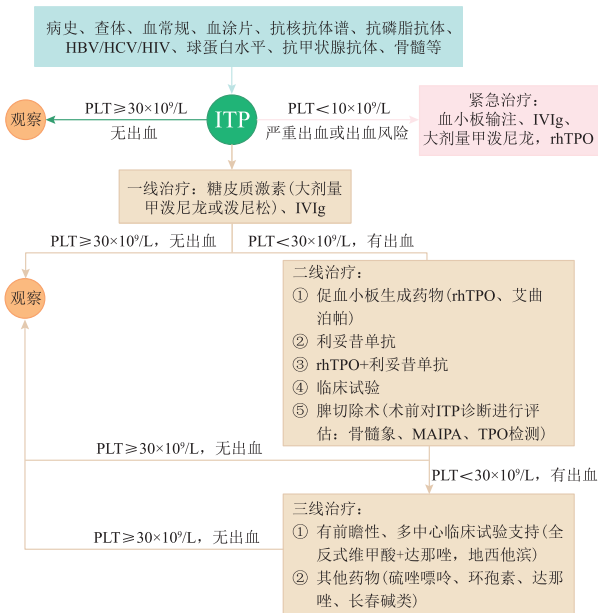 病史、查体、血常规、血涂片、抗核抗体谱、抗磷脂抗体、
HBV/HCV/HIV、球蛋白水平、抗甲状腺抗体、骨髓等
观察
PLT≥30×10⁹/L
无出血
ITP
PLT＜10×10⁹/L
严重出血或出血风险
紧急治疗：
血小板输注、IVIg、
大剂量甲泼尼龙，rhTPO
一线治疗：糖皮质激素(大剂量
甲泼尼龙或泼尼松)、IVIg
PLT≥30×10⁹/L，无出血
PLT＜30×10⁹/L，有出血
观察
二线治疗：
① 促血小板生成药物(rhTPO、艾曲
泊帕)
② 利妥昔单抗
③ rhTPO+利妥昔单抗
④ 临床试验
⑤ 脾切除术(术前对ITP诊断进行评
估：骨髓象、MAIPA、TPO检测)
PLT≥30×10⁹/L，无出血
PLT＜30×10⁹/L，有出血
三线治疗：
① 有前瞻性、多中心临床试验支持(全
反式维甲酸+达那唑，地西他滨)
② 其他药物(硫唑嘌呤、环孢素、达那
唑、长春碱类)
PLT≥30×10⁹/L，无出血